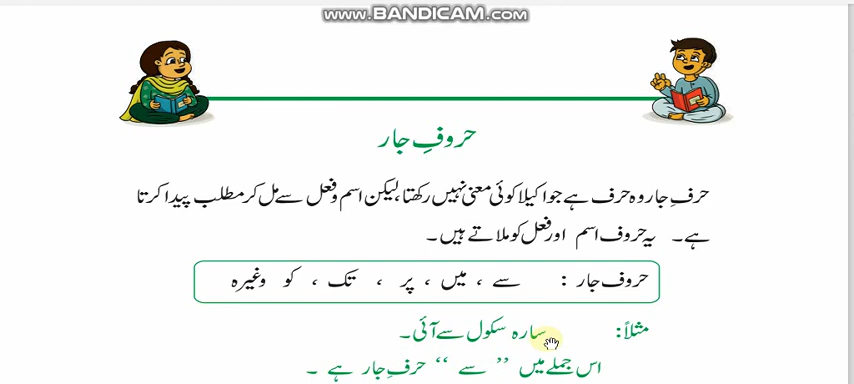 www.BANDICAM.com
حروفِ جار
حرفِ جار وہ حرف ہے جو اکیلا کوئی معنی نہیں رکھتا، لیکن اسم و فعل سے مل کر مطلب پیدا کرتا
ہے۔ یہ حروف اسم اور فعل کو ملاتے ہیں۔
حروفِ جار : سے ، میں ، پر ، تک ، کو وغیرہ
مثلاً: سارہ سکول سے آئی۔
اس جملے میں ’’ سے ‘‘ حرفِ جار ہے ۔